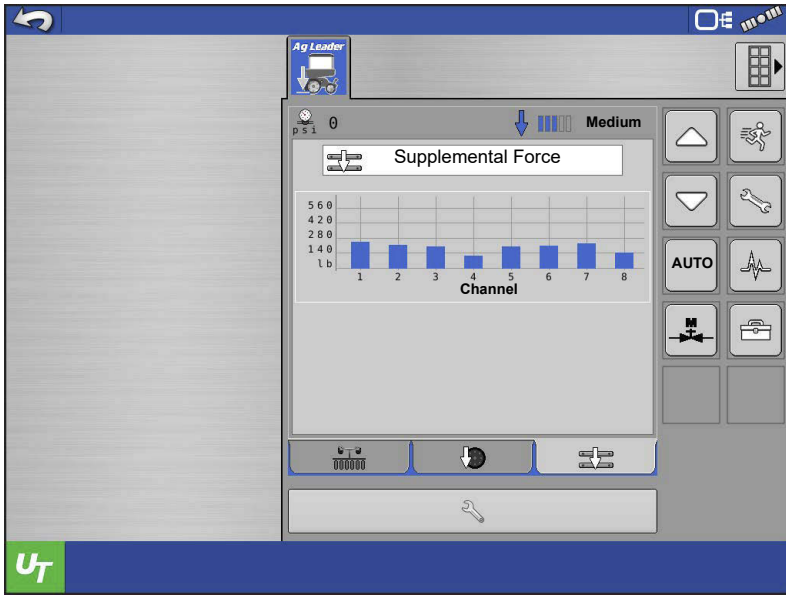 Ag Leader
psi 0 Medium
Supplemental Force
560
420
280
140
lb
1 2 3 4 5 6 7 8
Channel
AUTO
M
UT